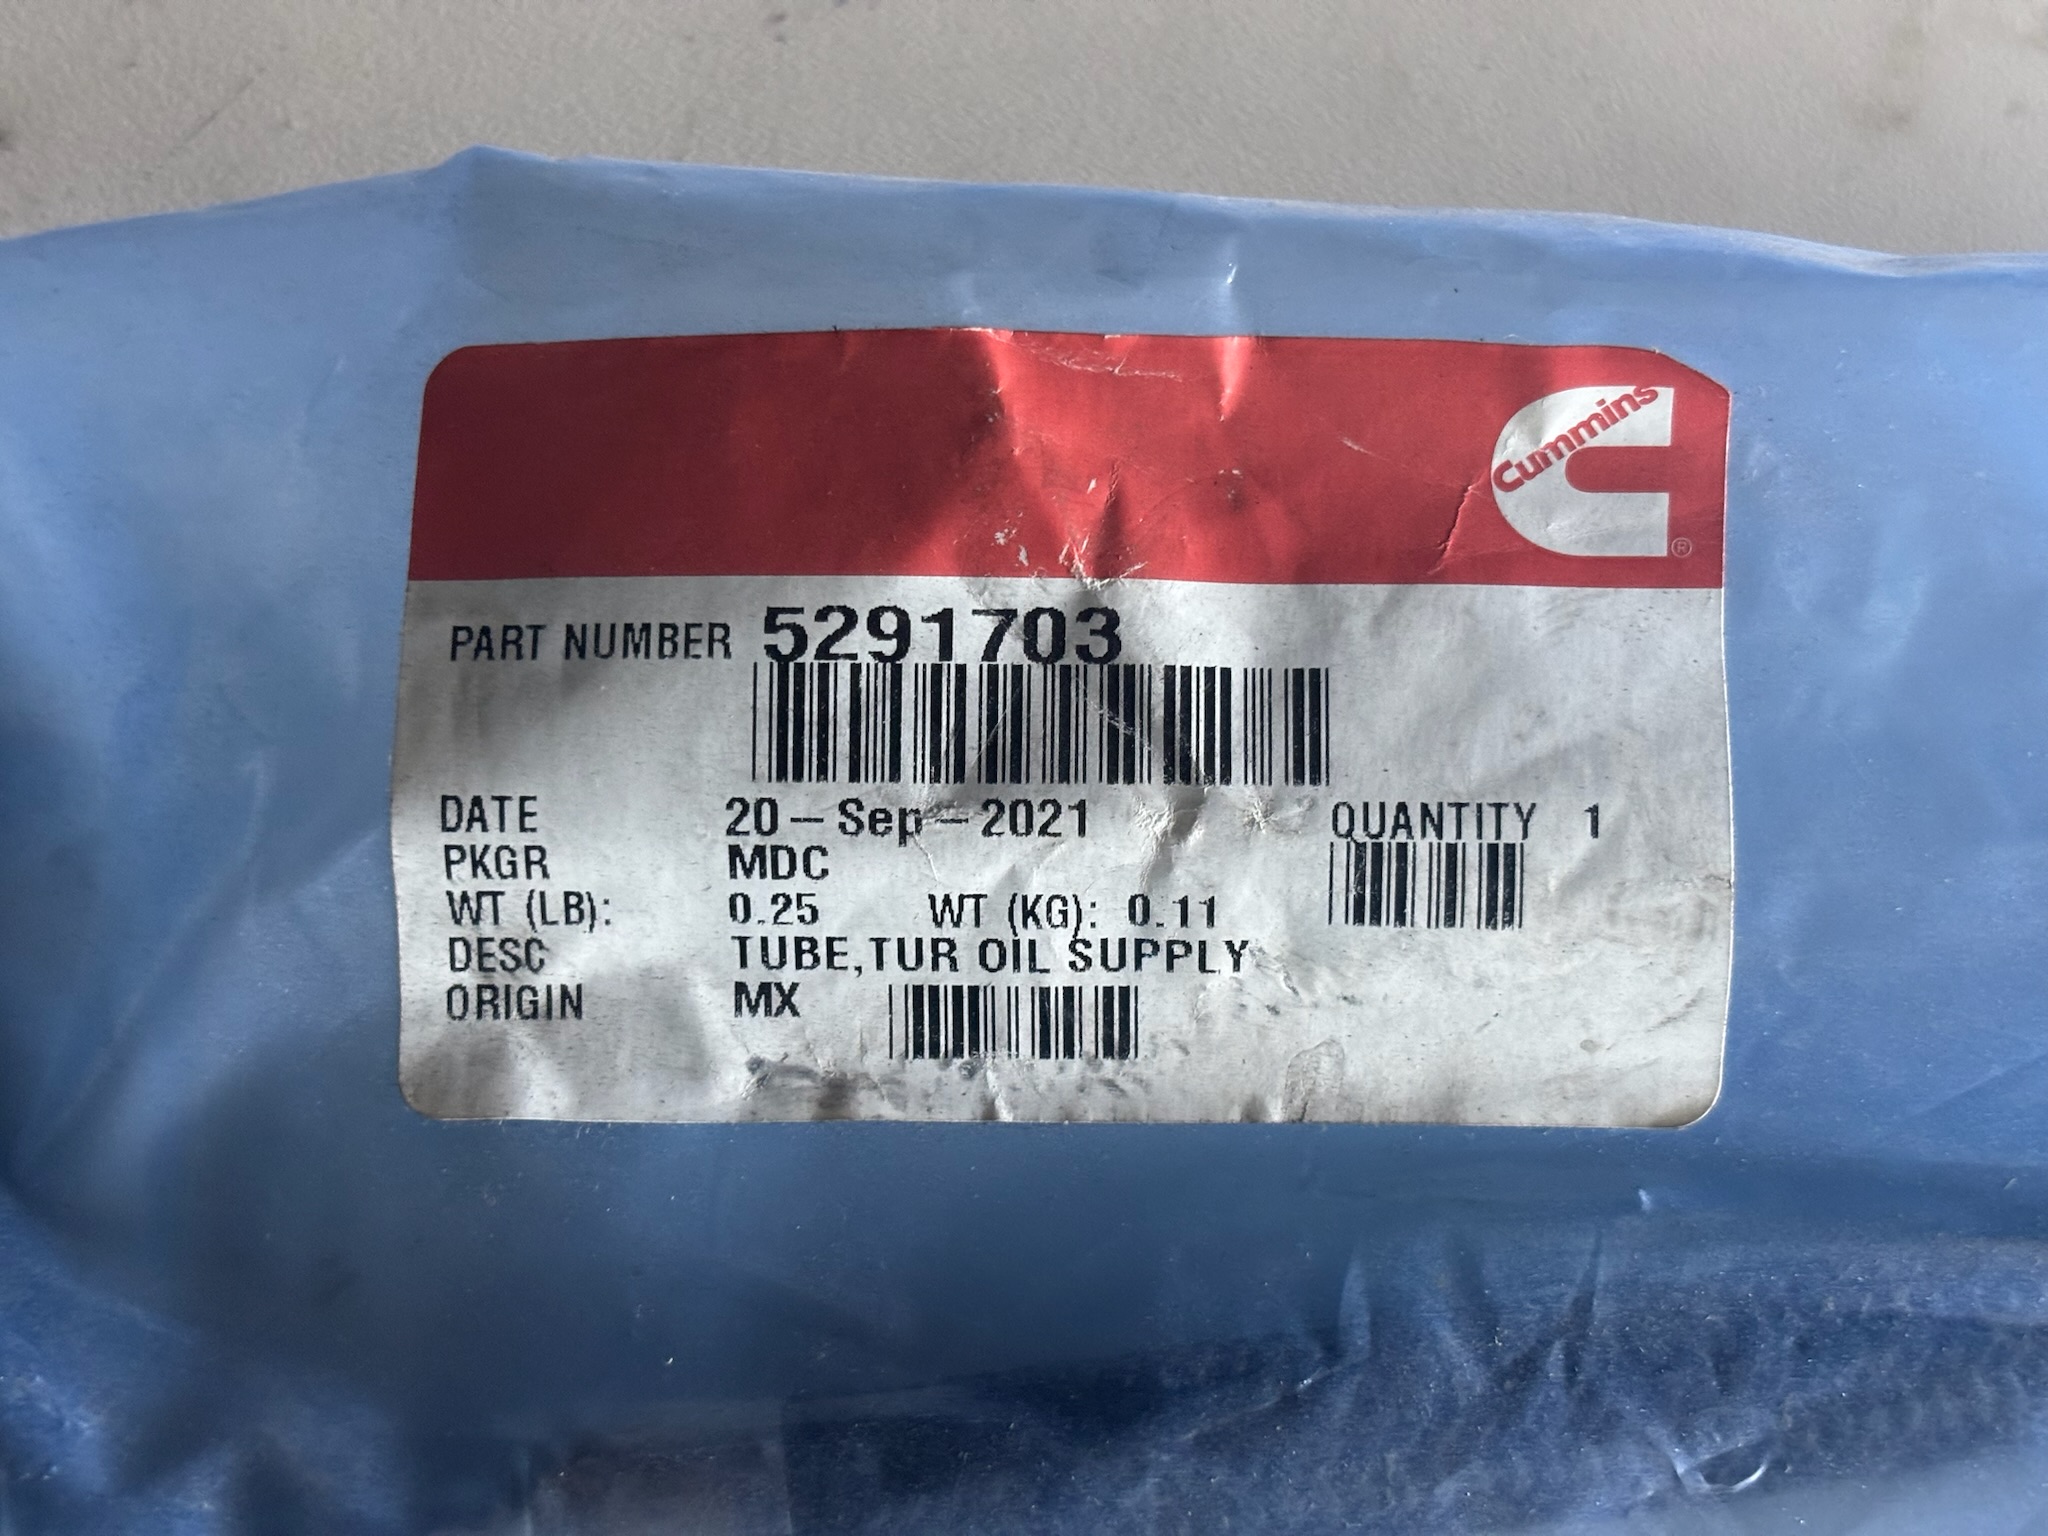 Cummins
®
PART NUMBER 5291703
DATE 20-Sep-2021 QUANTITY 1
PKGR MDC
WT (LB): 0.25 WT (KG): 0.11
DESC TUBE,TUR OIL SUPPLY
ORIGIN MX